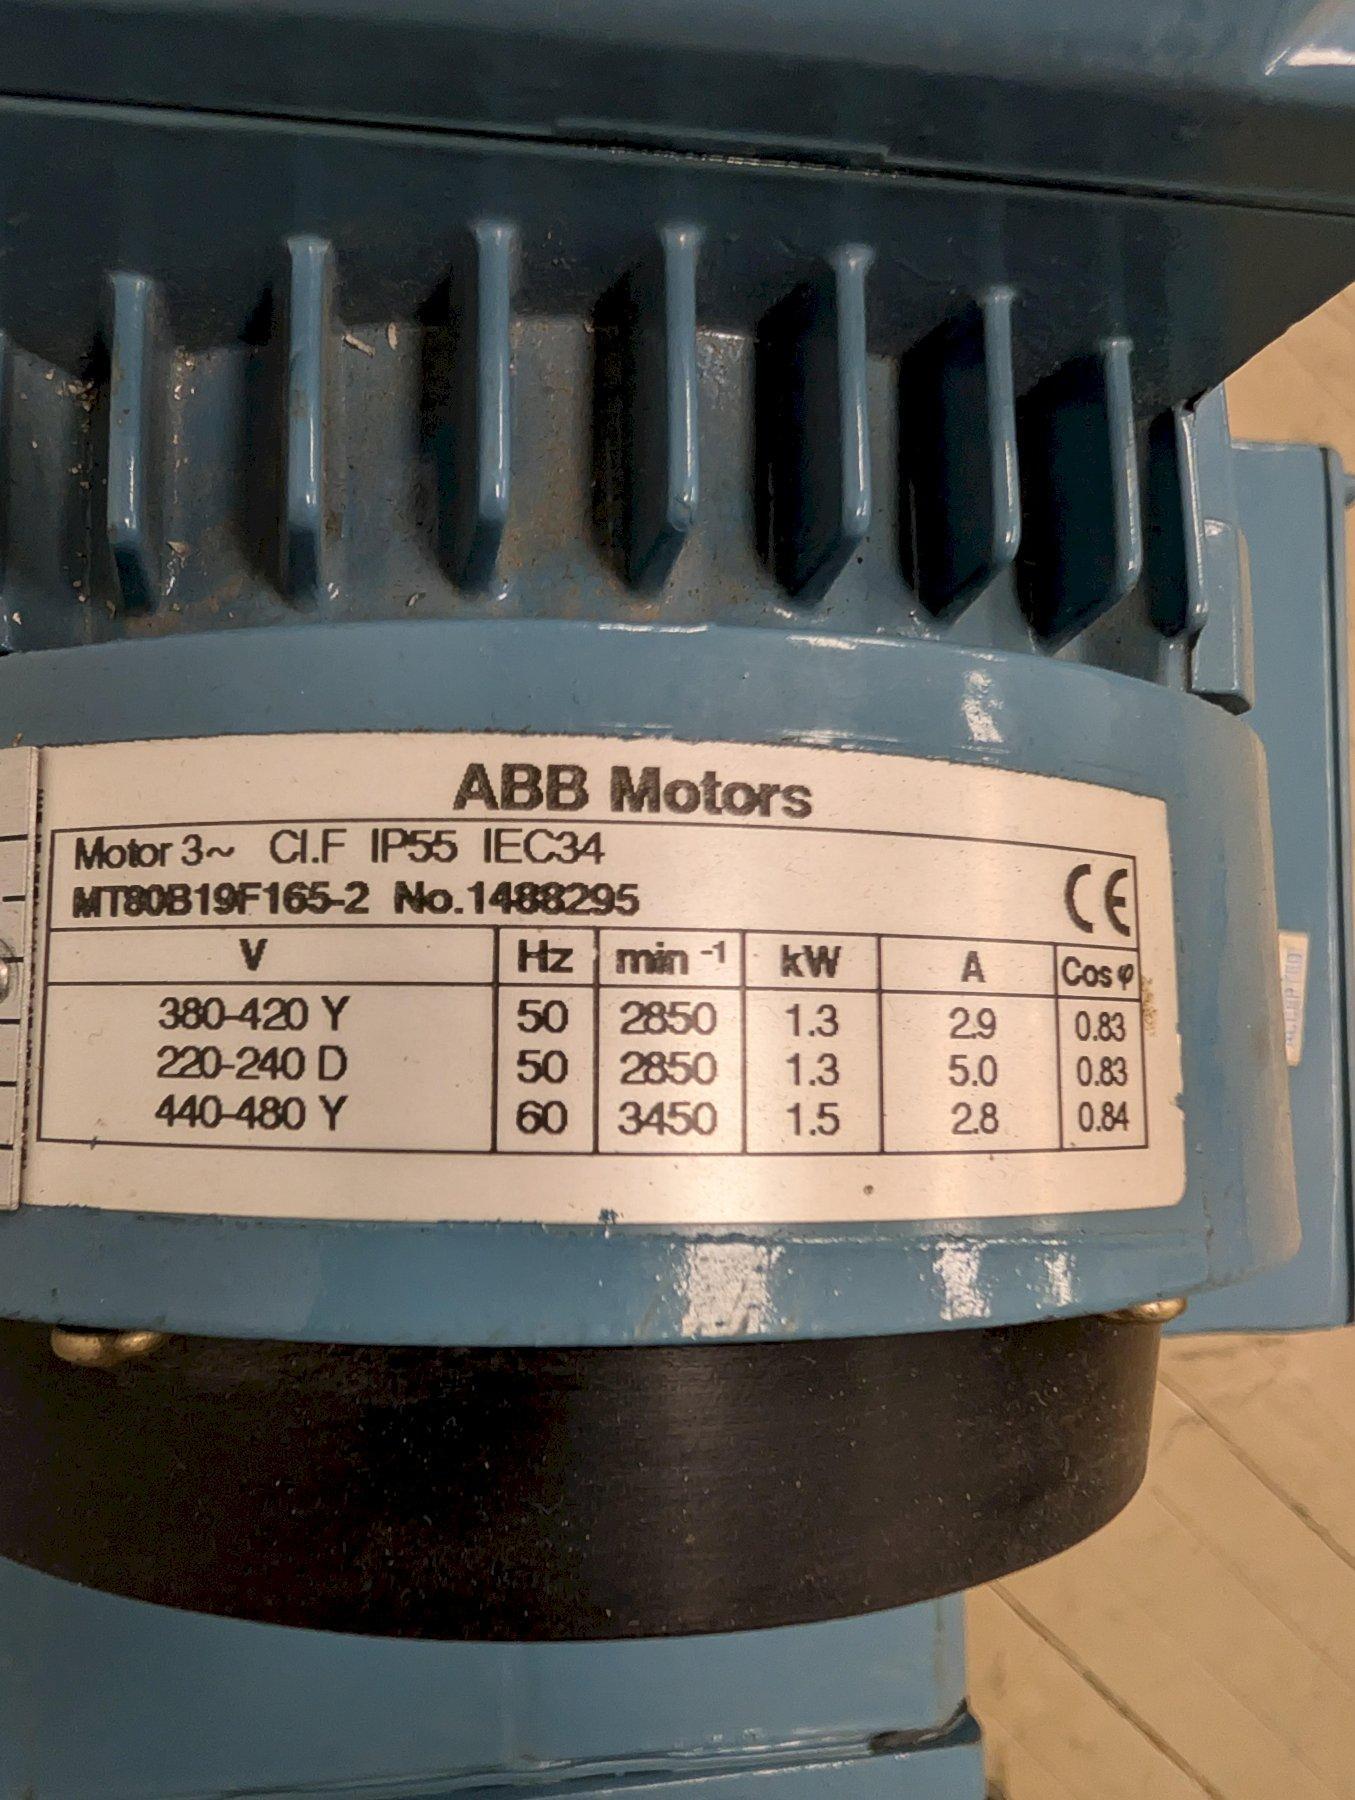 ABB Motors
Motor 3~ Cl.F IP55 IEC34
MT80B19F165-2 No.1488295
CE
V Hz min⁻¹ kW A Cos φ
380-420 Y 50 2850 1.3 2.9 0.83
220-240 D 50 2850 1.3 5.0 0.83
440-480 Y 60 3450 1.5 2.8 0.84